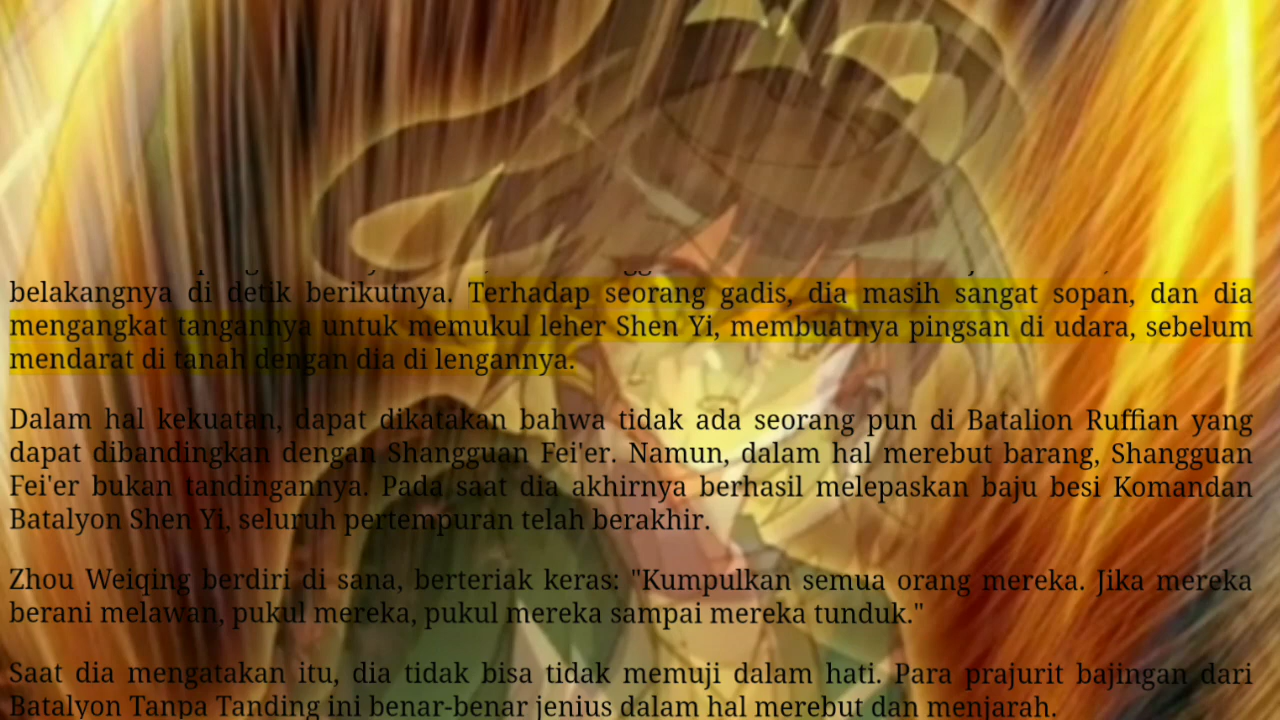 belakangnya di detik berikutnya. Terhadap seorang gadis, dia masih sangat sopan, dan dia
mengangkat tangannya untuk memukul leher Shen Yi, membuatnya pingsan di udara, sebelum
mendarat di tanah dengan dia di lengannya.
Dalam hal kekuatan, dapat dikatakan bahwa tidak ada seorang pun di Batalion Ruffian yang
dapat dibandingkan dengan Shangguan Fei'er. Namun, dalam hal merebut barang, Shangguan
Fei'er bukan tandingannya. Pada saat dia akhirnya berhasil melepaskan baju besi Komandan
Batalyon Shen Yi, seluruh pertempuran telah berakhir.
Zhou Weiqing berdiri di sana, berteriak keras: "Kumpulkan semua orang mereka. Jika mereka
berani melawan, pukul mereka, pukul mereka sampai mereka tunduk."
Saat dia mengatakan itu, dia tidak bisa tidak memuji dalam hati. Para prajurit bajingan dari
Batalyon Tanpa Tanding ini benar-benar jenius dalam hal merebut dan menjarah.